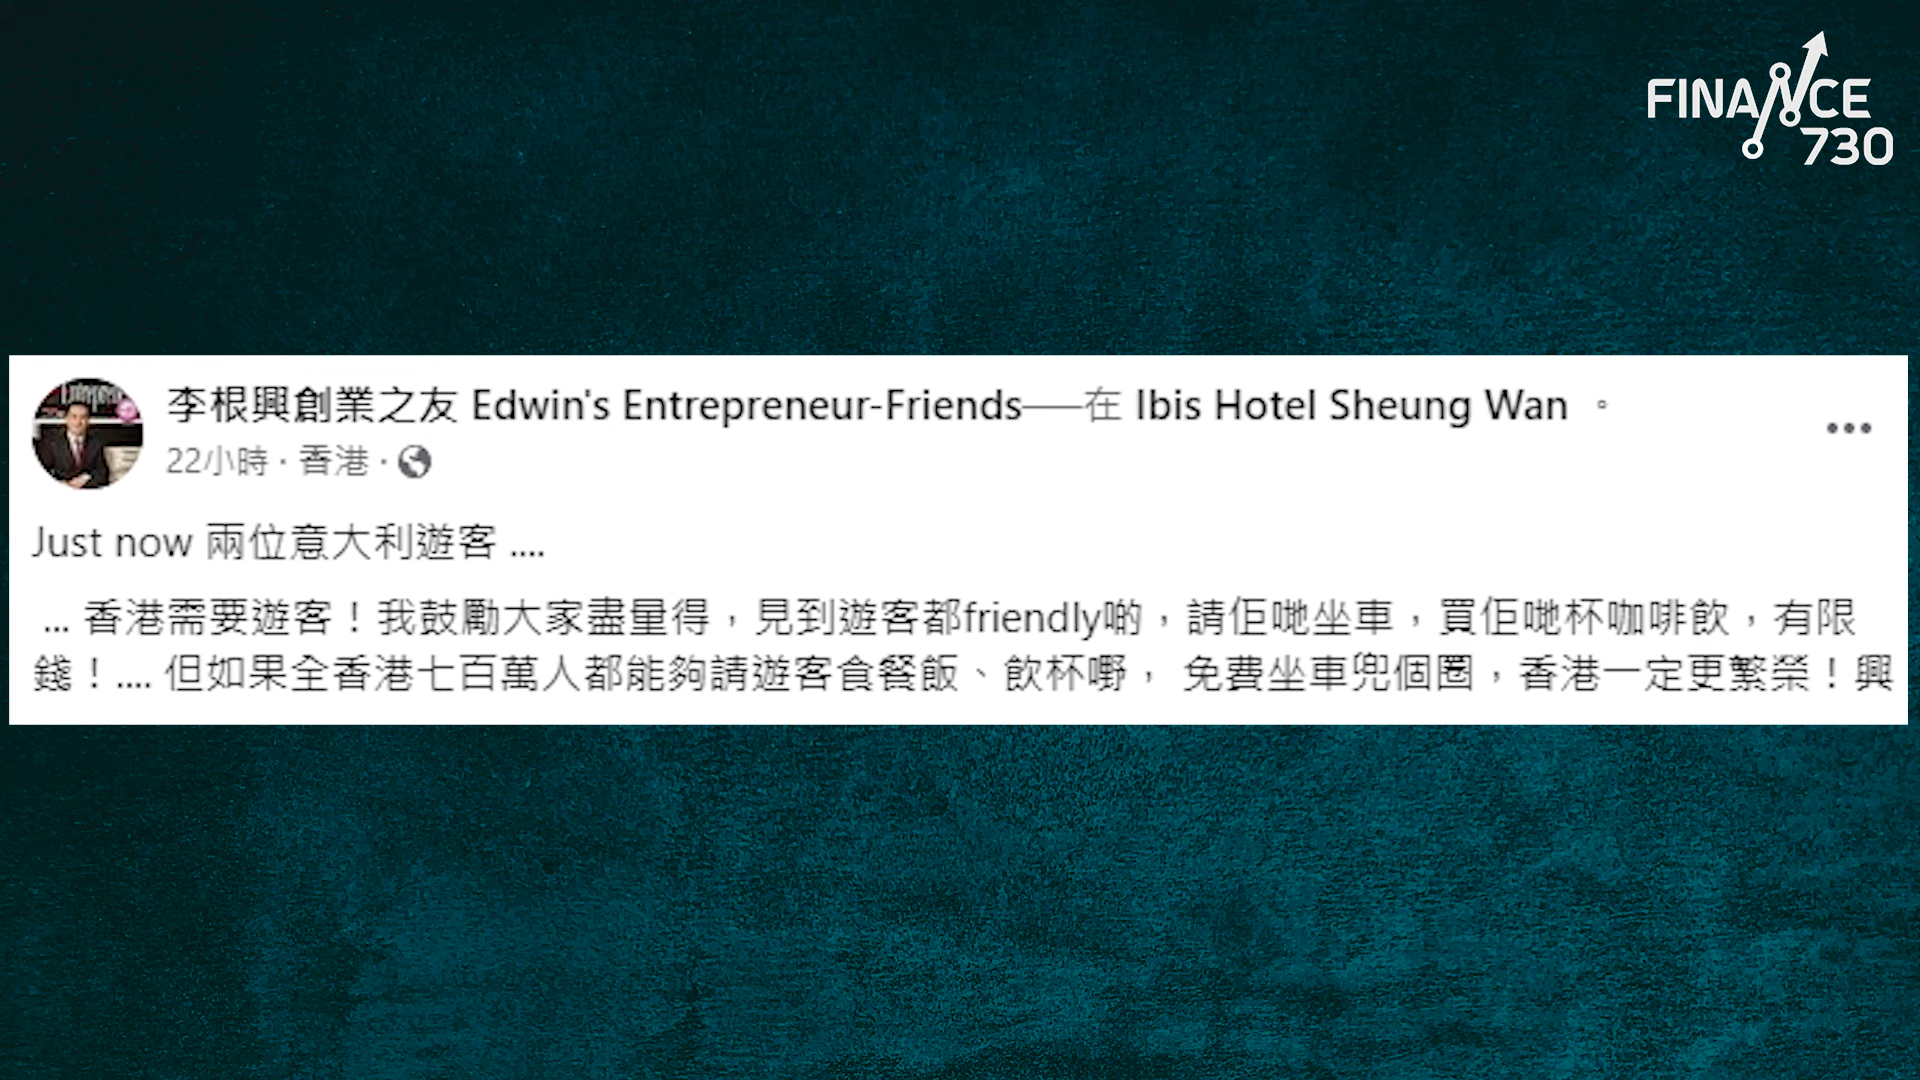 FINANCE
730
李根興創業之友 Edwin's Entrepreneur-Friends——在 Ibis Hotel Sheung Wan 。
22小時 · 香港 ·
Just now 兩位意大利遊客 ....
... 香港需要遊客！我鼓勵大家盡量得，見到遊客都friendly啲，請佢哋坐車，買佢哋杯咖啡飲，有限
錢！.... 但如果全香港七百萬人都能夠請遊客食餐飯、飲杯嘢， 免費坐車兜個圈，香港一定更繁榮！興